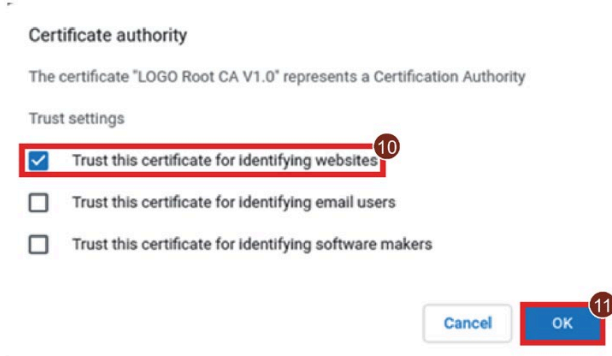 Certificate authority
The certificate "LOGO Root CA V1.0" represents a Certification Authority
Trust settings
10
Trust this certificate for identifying websites
Trust this certificate for identifying email users
Trust this certificate for identifying software makers
11
Cancel OK